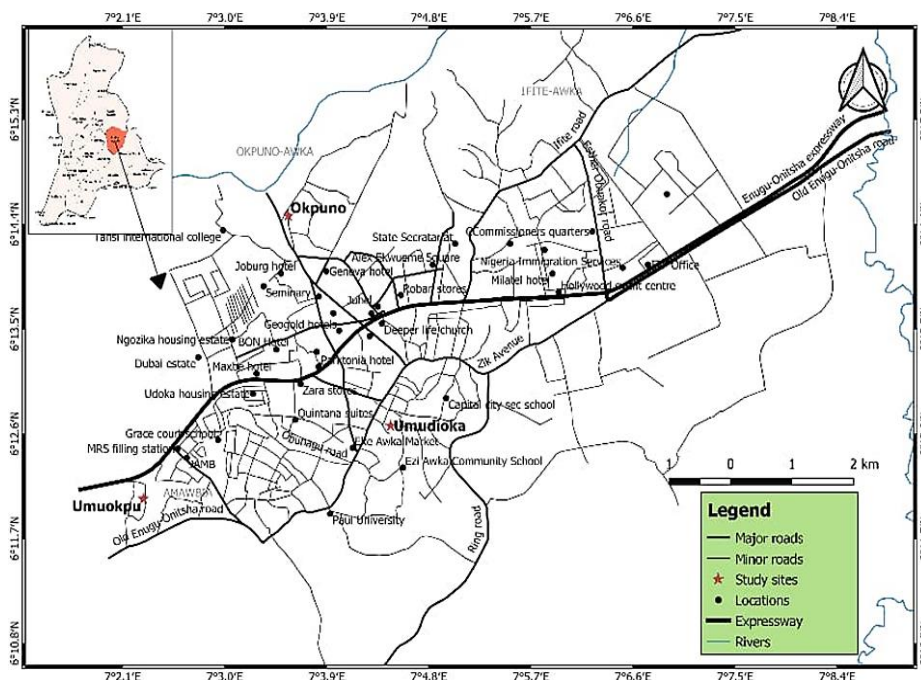 7°2.1'E 7°3.0'E 7°3.9'E 7°4.8'E 7°5.7'E 7°6.6'E 7°7.5'E 7°8.4'E
6°15.3'N
6°14.4'N
6°13.5'N
6°12.6'N
6°11.7'N
6°10.8'N
IFITE-AWKA
OKPUNO-AWKA
Ifite road
Enugu-Onitsha expressway
Old Enugu-Onitsha road
Okpuno
Tansi international college
State Secretariat
Commissioners quarters
Alex Ekwueme Square
Joburg hotel
Geneva hotel
Nigeria Immigration Services
Office
Milatel hotel
Seminary
Roban stores
Hollywood event centre
Juhel
Geogold hotels
Deeper life church
Ngozika housing estate
BON Hotel
Zik Avenue
Dubai estate
Parktonia hotel
Maxbe hotel
Udoka housing estate
Zara stores
Capital city sec school
Quintana suites
Umudioka
Grace court school
Obunagu road
Eke Awka Market
MRS filling station
JAMB
Ezi Awka Community School
AMAWBIA
Umuokpu
Old Enugu-Onitsha road
Paul University
Ring road
1 0 1 2 km
Legend
Major roads
Minor roads
Study sites
Locations
Expressway
Rivers
7°2.1'E 7°3.0'E 7°3.9'E 7°4.8'E 7°5.7'E 7°6.6'E 7°7.5'E 7°8.4'E